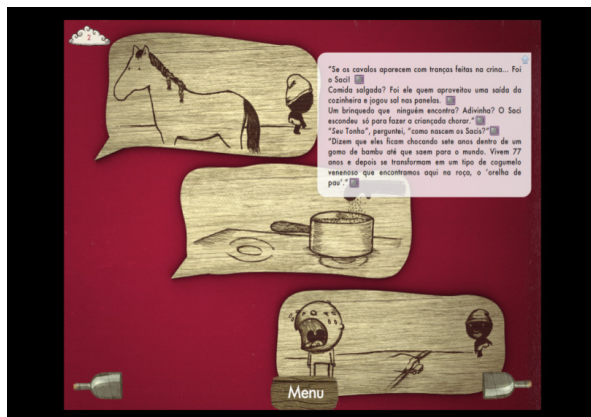 2
"Se os cavalos aparecem com tranças feitas na crina... Foi
o Saci!
Comida salgada? Foi ele quem aproveitou uma saída da
cozinheira e jogou sal nas panelas.
Um brinquedo que ninguém encontra? Adivinha? O Saci
escondeu só para fazer a criançada chorar."
"Seu Tonho", perguntei, "como nascem os Sacis?"
"Dizem que eles ficam chocando sete anos dentro de um
gomo de bambu até que saem para o mundo. Vivem 77
anos e depois se transformam em um tipo de cogumelo
venenoso que encontramos aqui na roça, o 'orelha de
pau'."
Menu